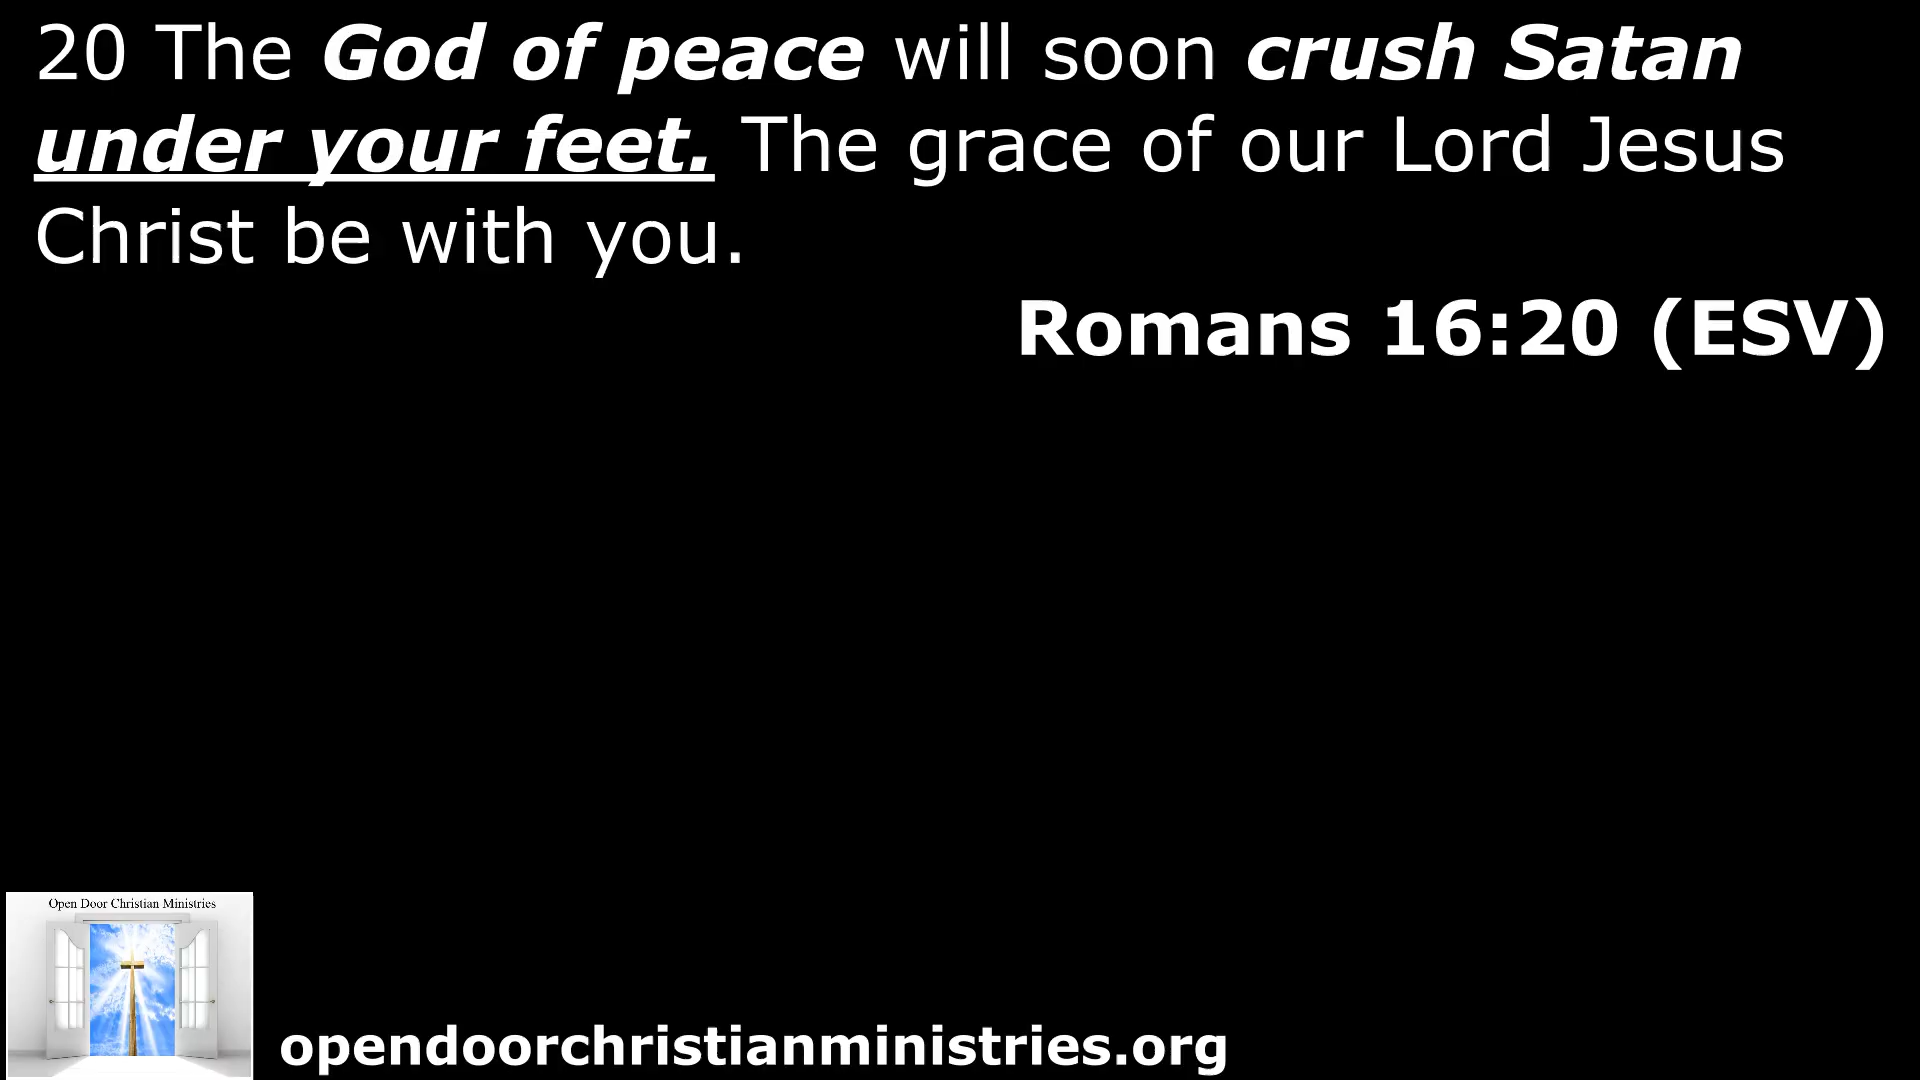 20 The God of peace will soon crush Satan
under your feet. The grace of our Lord Jesus
Christ be with you.
Romans 16:20 (ESV)
Open Door Christian Ministries
opendoorchristianministries.org